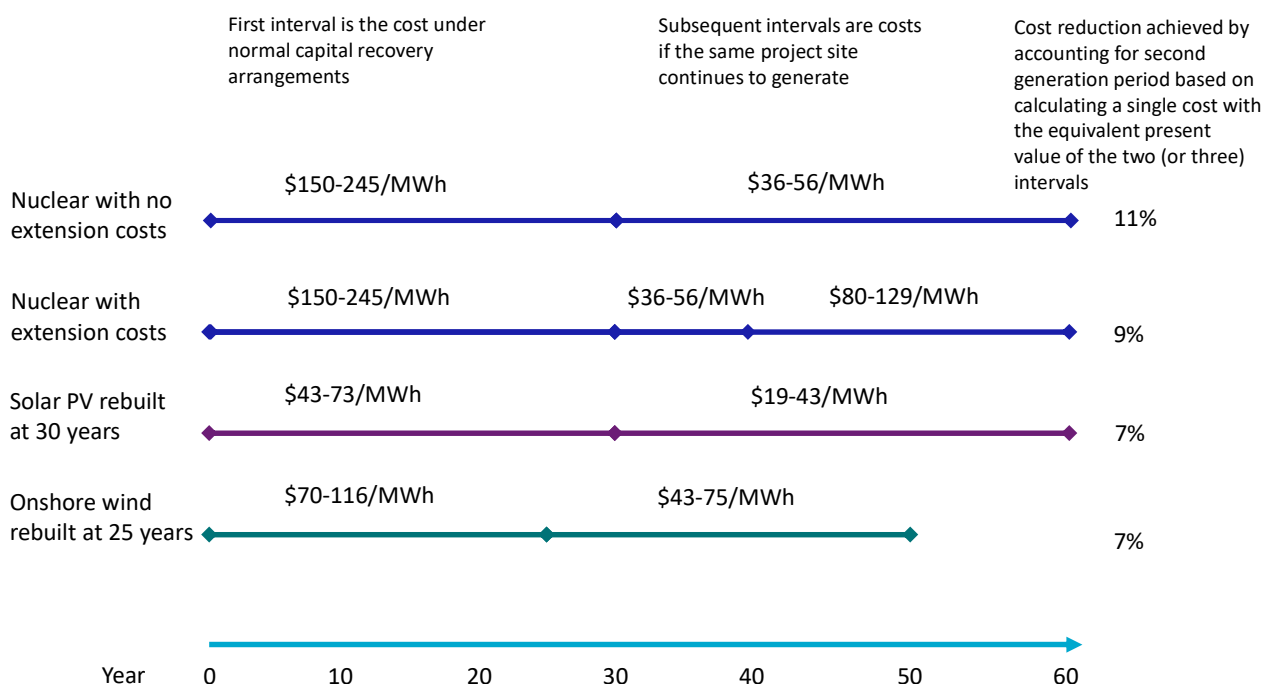 First interval is the cost under
normal capital recovery
arrangements
Subsequent intervals are costs
if the same project site
continues to generate
Cost reduction achieved by
accounting for second
generation period based on
calculating a single cost with
the equivalent present
value of the two (or three)
intervals
Nuclear with no
extension costs
$150-245/MWh
$36-56/MWh
11%
Nuclear with
extension costs
$150-245/MWh
$36-56/MWh
$80-129/MWh
9%
Solar PV rebuilt
at 30 years
$43-73/MWh
$19-43/MWh
7%
Onshore wind
rebuilt at 25 years
$70-116/MWh
$43-75/MWh
7%
Year 0 10 20 30 40 50 60